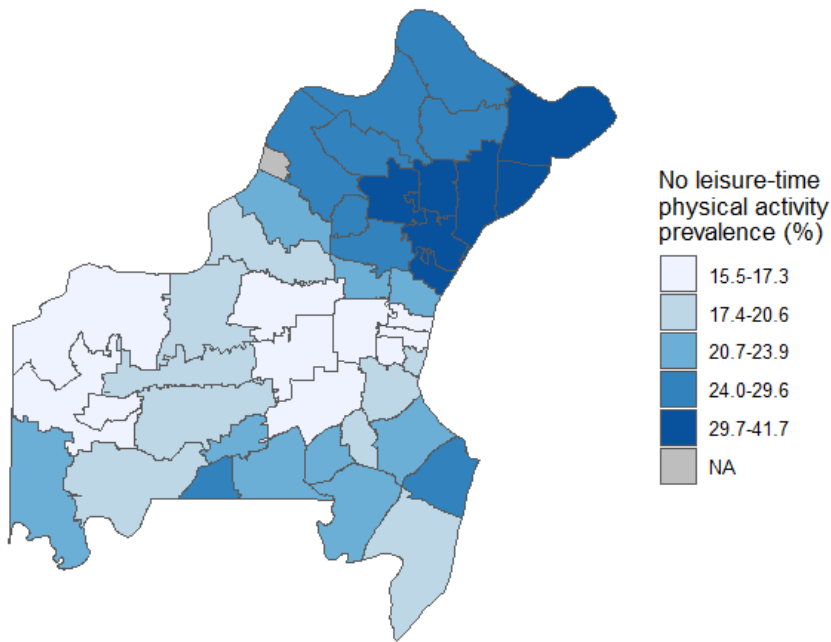 No leisure-time
physical activity
prevalence (%)
15.5-17.3
17.4-20.6
20.7-23.9
24.0-29.6
29.7-41.7
NA